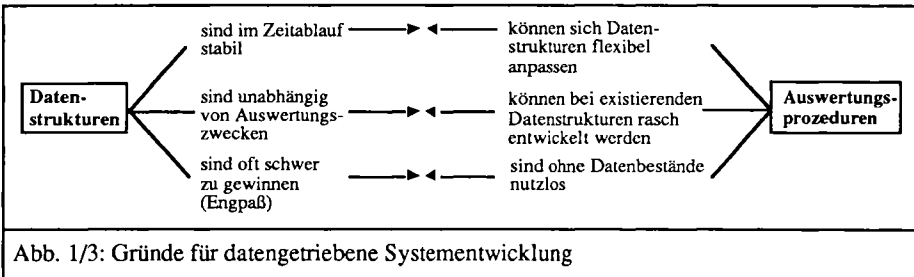 Daten-
strukturen
sind im Zeitablauf
stabil
sind unabhängig
von Auswertungs-
zwecken
sind oft schwer
zu gewinnen
(Engpaß)
können sich Daten-
strukturen flexibel
anpassen
können bei existierenden
Datenstrukturen rasch
entwickelt werden
sind ohne Datenbestände
nutzlos
Auswertungs-
prozeduren
Abb. 1/3: Gründe für datengetriebene Systementwicklung